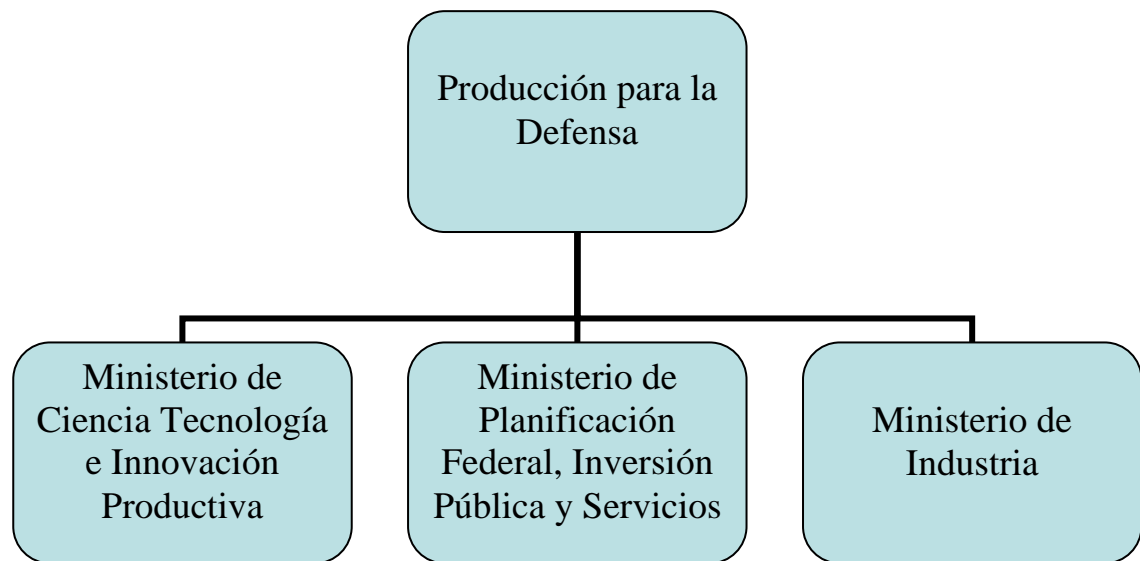 Producción para la
Defensa
Ministerio de
Ciencia Tecnología
e Innovación
Productiva
Ministerio de
Planificación
Federal, Inversión
Pública y Servicios
Ministerio de
Industria